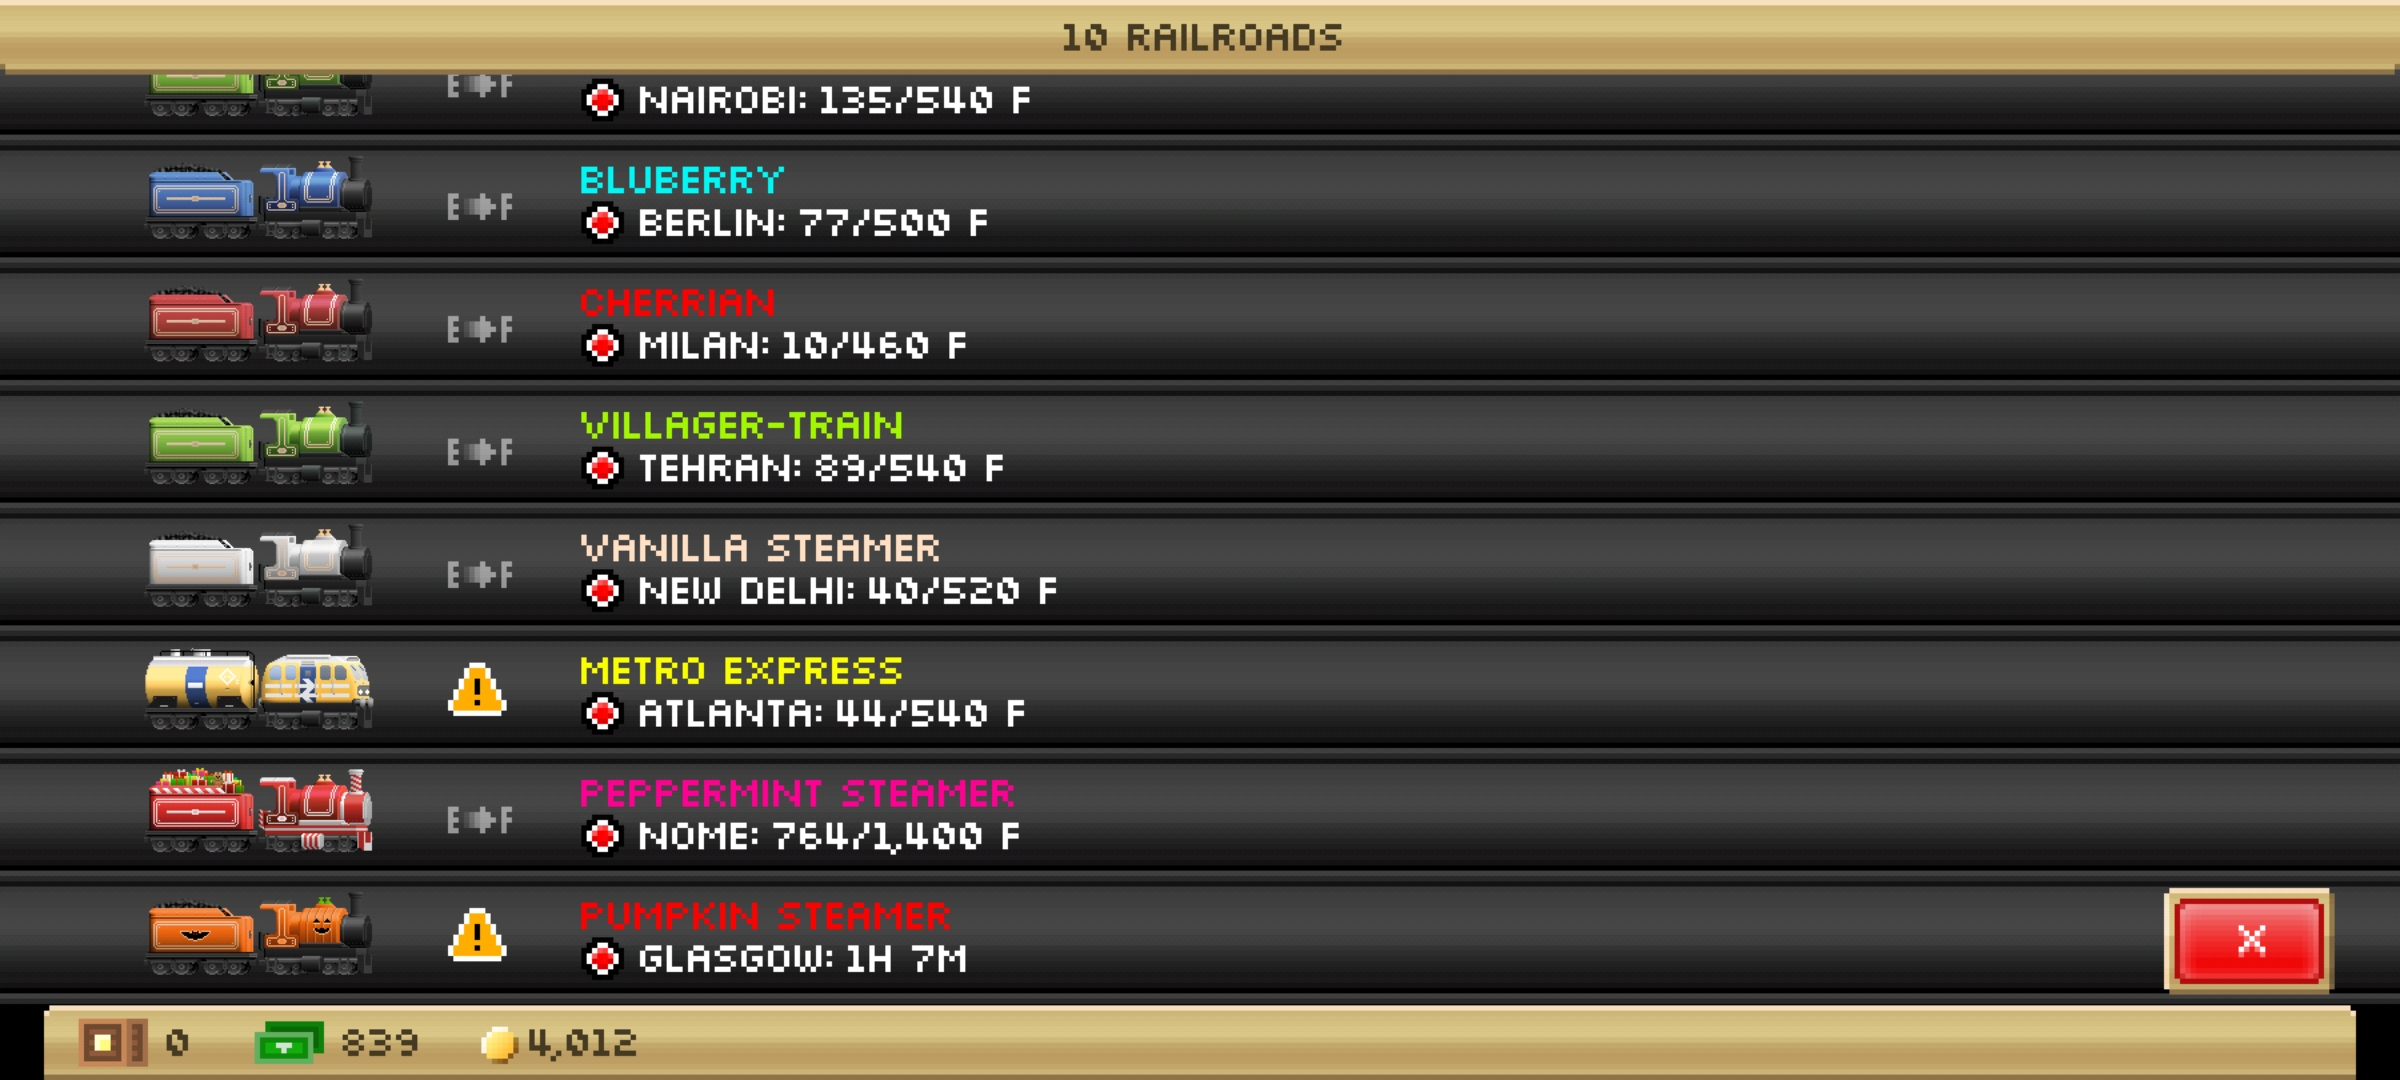 10 RAILROADS
E F
NAIROBI: 135/540 F
BLUBERRY
E F
BERLIN: 77/500 F
CHERRIAN
E F
MILAN: 10/460 F
VILLAGER-TRAIN
E F
TEHRAN: 89/540 F
VANILLA STEAMER
E F
NEW DELHI: 40/520 F
METRO EXPRESS
!
ATLANTA: 44/540 F
PEPPERMINT STEAMER
E F
NOME: 764/1,400 F
PUMPKIN STEAMER
!
GLASGOW: 1H 7M
X
0 839 4,012